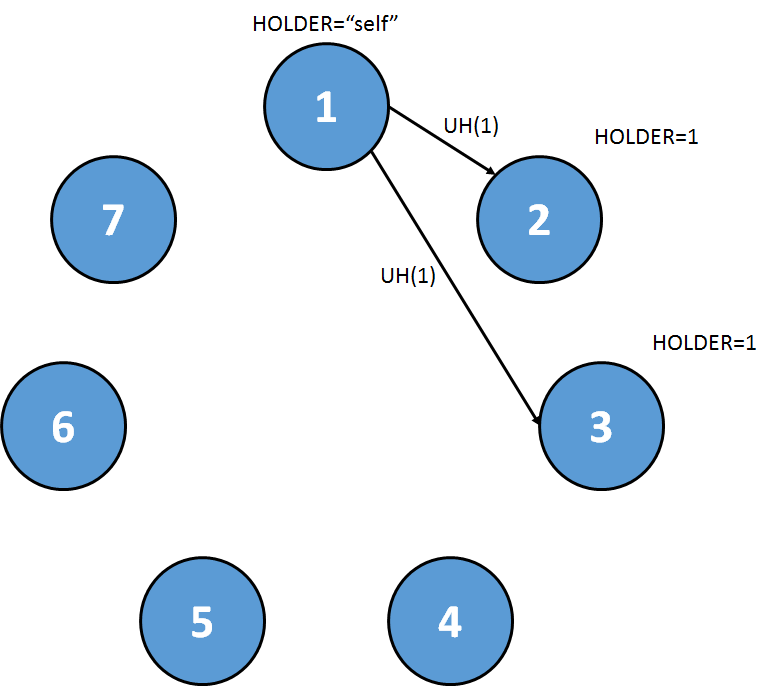 HOLDER=“self”
1
UH(1)
HOLDER=1
7
2
UH(1)
HOLDER=1
6
3
5
4